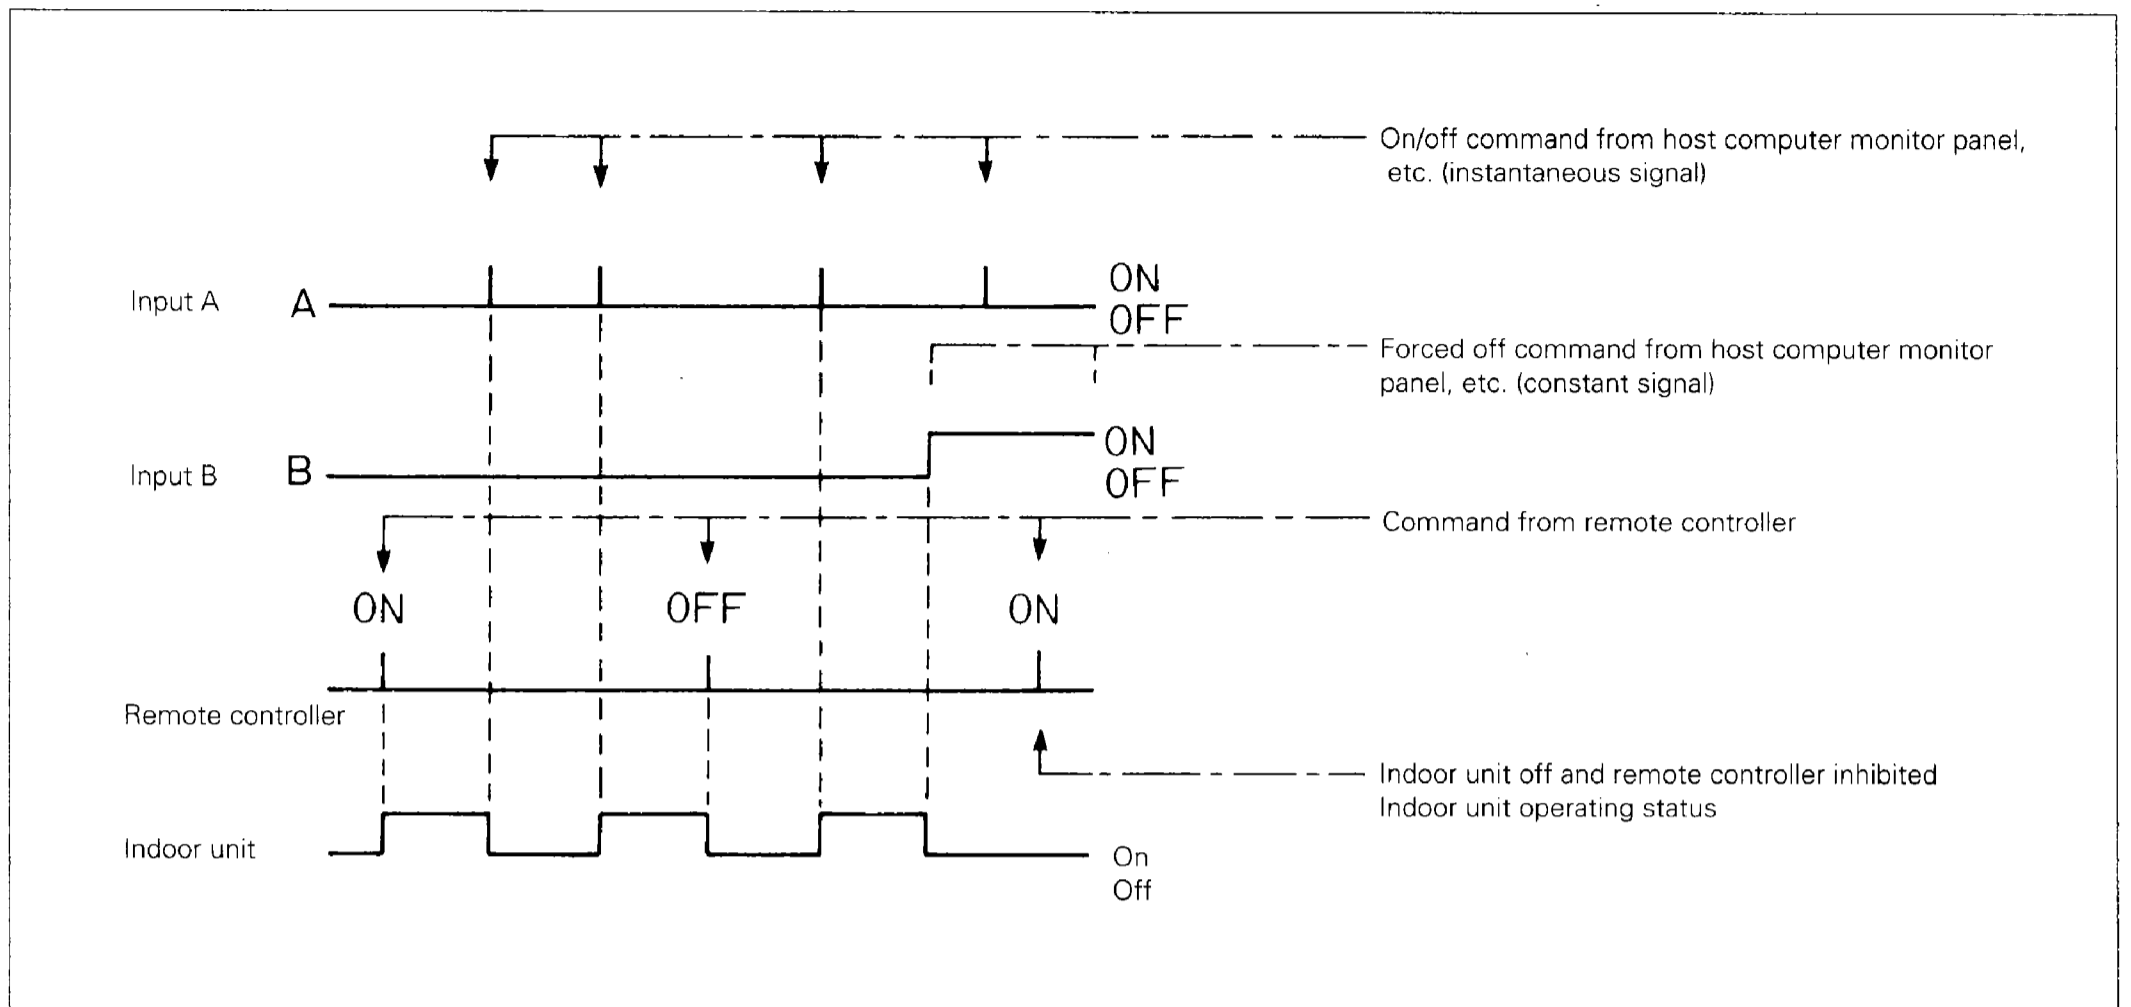 On/off command from host computer monitor panel,
etc. (instantaneous signal)
ON
Input A A
OFF
Forced off command from host computer monitor
panel, etc. (constant signal)
ON
Input B B
OFF
Command from remote controller
ON OFF ON
Remote controller
Indoor unit off and remote controller inhibited
Indoor unit operating status
Indoor unit
On
Off